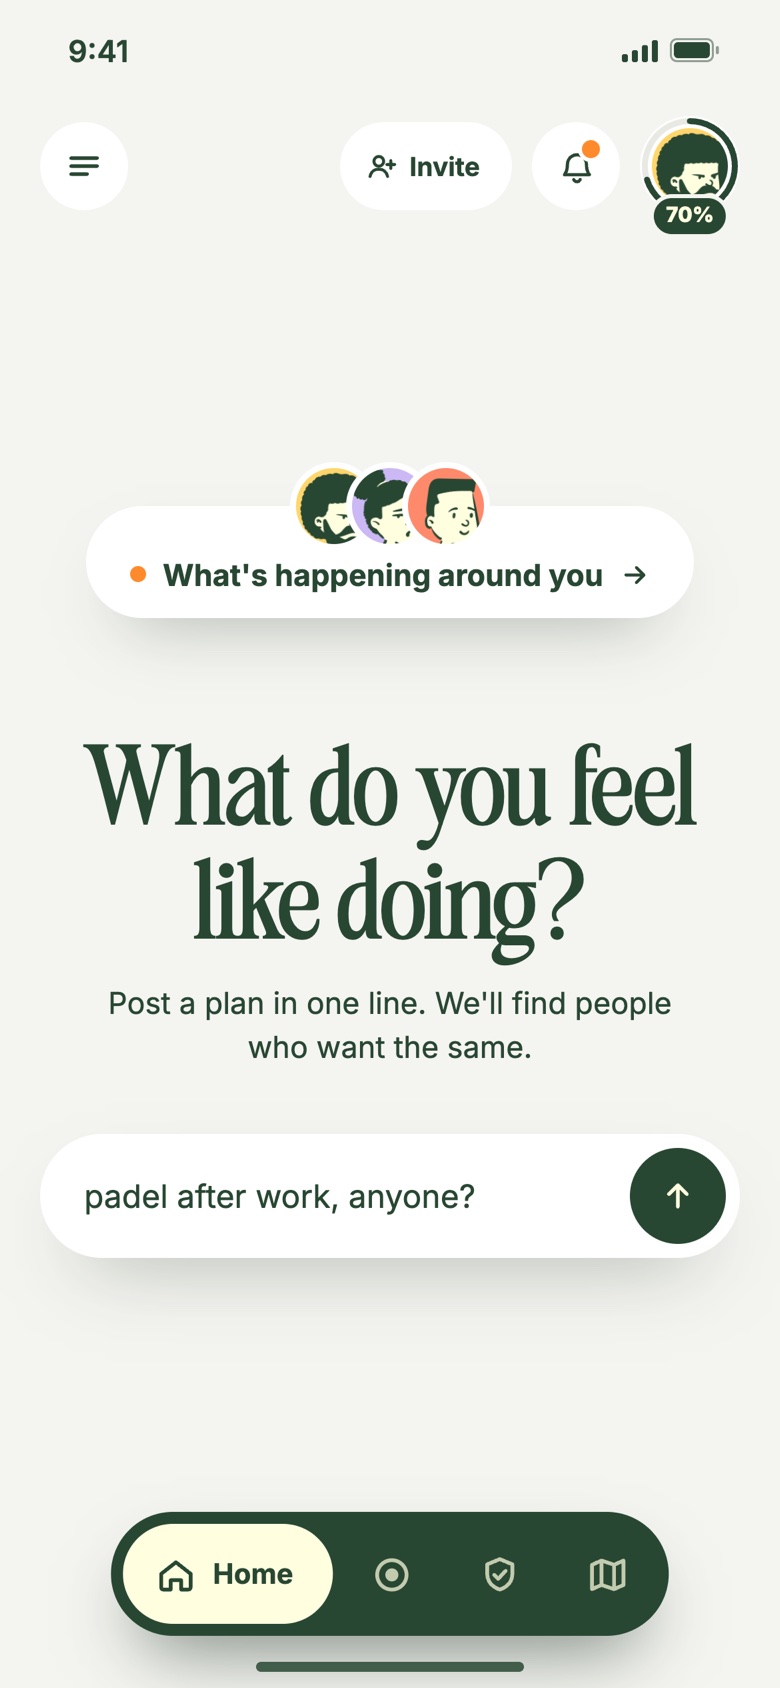 9:41
Invite
70%
What's happening around you
What do you feel
like doing?
Post a plan in one line. We'll find people
who want the same.
padel after work, anyone?
Home